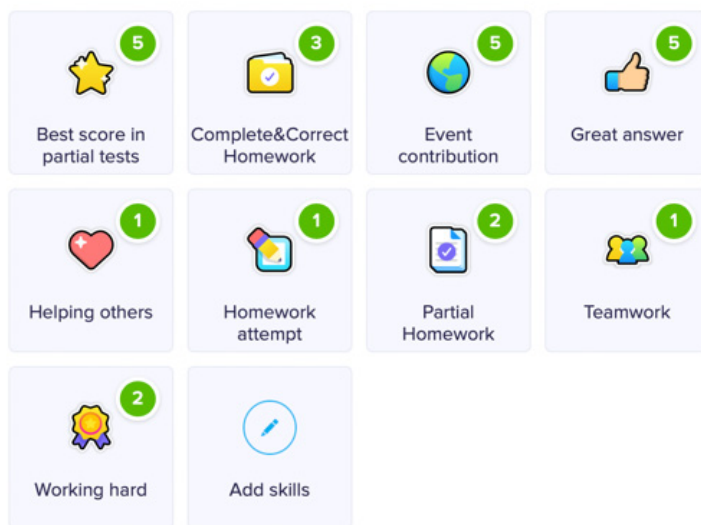 5
Best score in
partial tests
3
Complete&Correct
Homework
5
Event
contribution
5
Great answer
1
Helping others
1
Homework
attempt
2
Partial
Homework
1
Teamwork
2
Working hard
Add skills